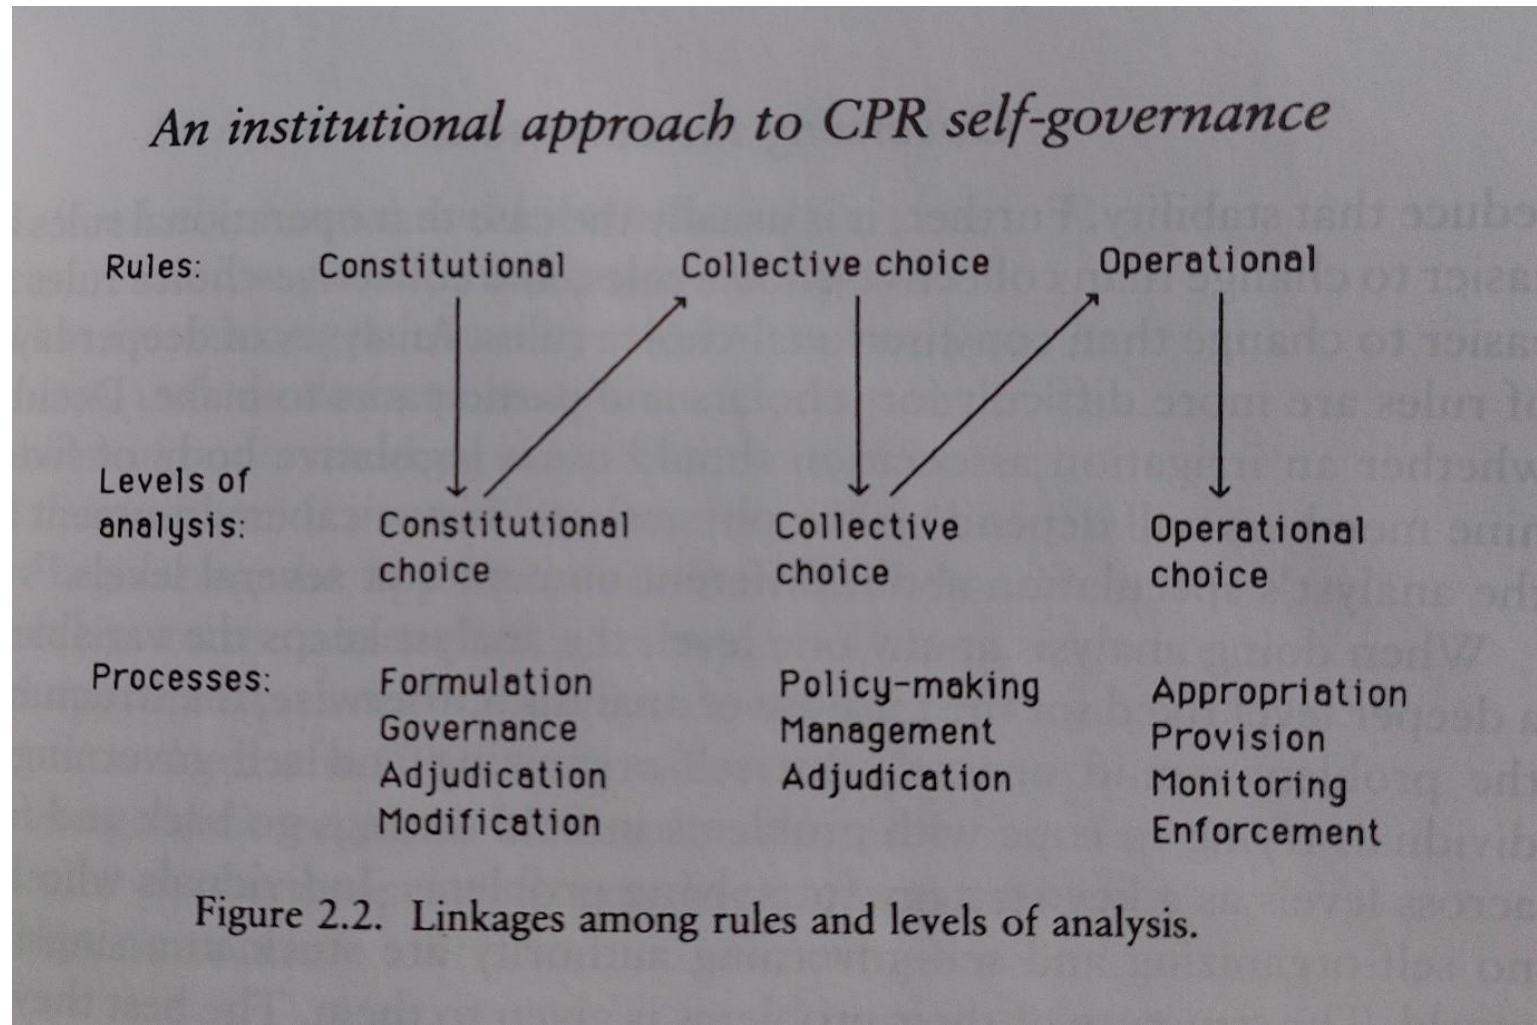 An institutional approach to CPR self-governance
Rules: Constitutional Collective choice Operational
Levels of
analysis: Constitutional Collective Operational
choice choice choice
Processes: Formulation Policy-making Appropriation
Governance Management Provision
Adjudication Adjudication Monitoring
Modification Enforcement
Figure 2.2. Linkages among rules and levels of analysis.